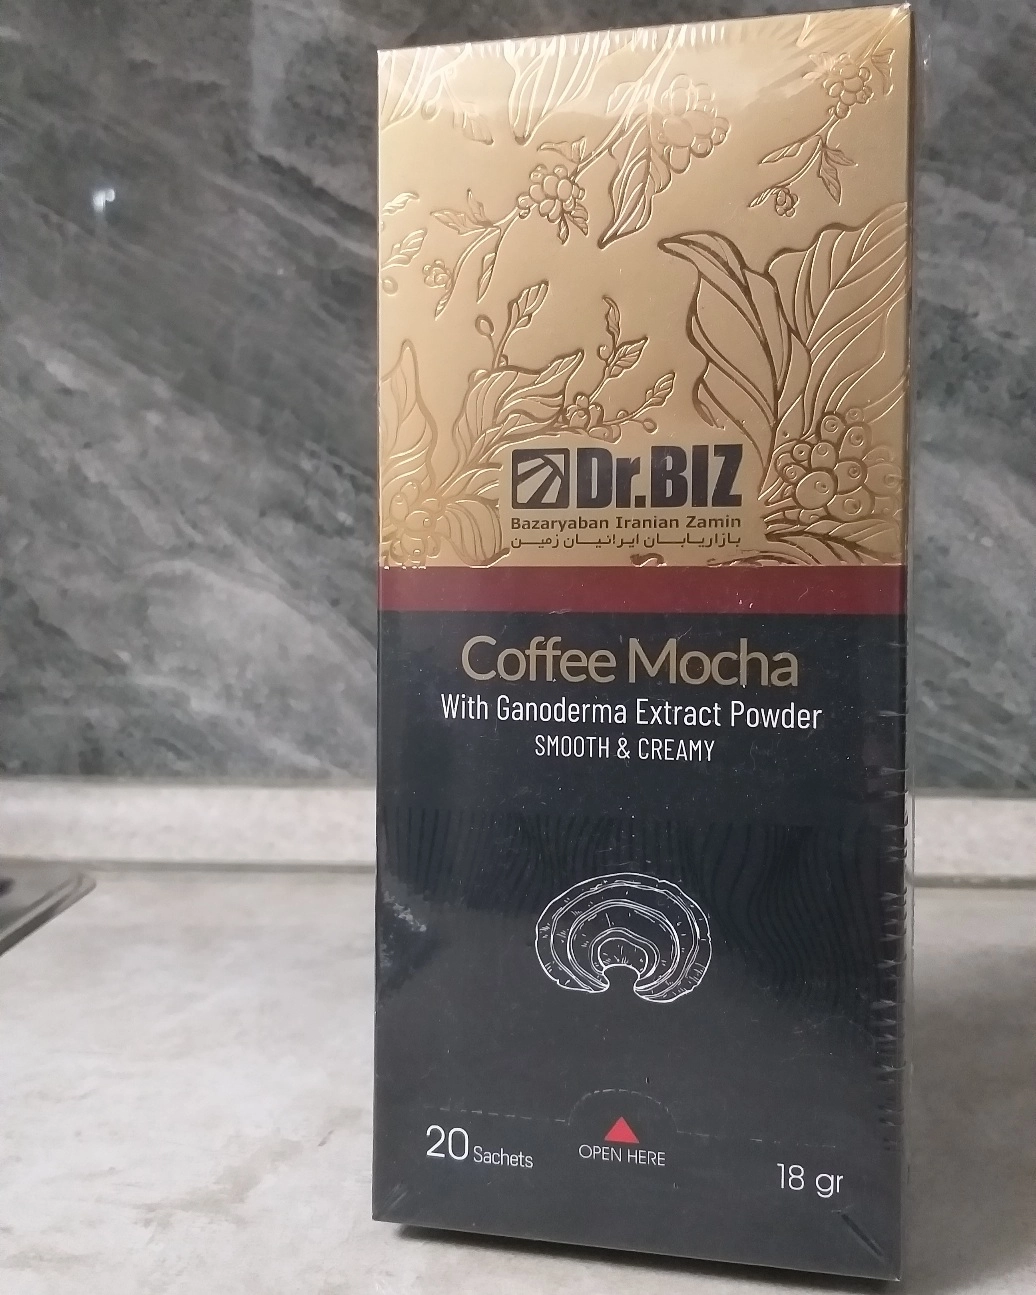 Dr.BIZ
Bazaryaban Iranian Zamin
بازاریابان ایرانیان زمین
Coffee Mocha
With Ganoderma Extract Powder
SMOOTH & CREAMY
20 Sachets
OPEN HERE
18 gr